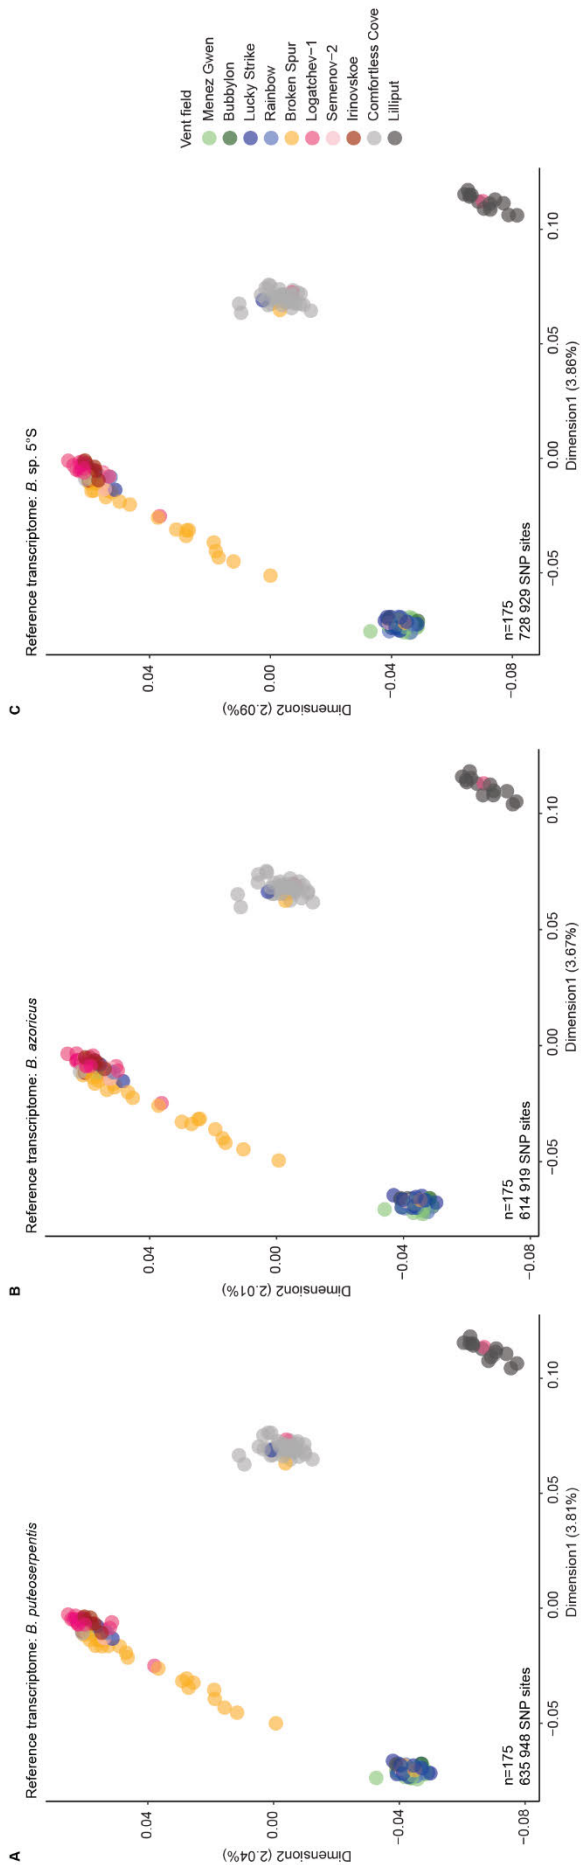 A
Reference transcriptome: B. puteoserpentis
Dimension2 (2.04%)
0.04
0.00
−0.04
−0.08
n=175
635 948 SNP sites
−0.05
0.00
0.05
0.10
Dimension1 (3.81%)
B
Reference transcriptome: B. azoricus
Dimension2 (2.01%)
0.04
0.00
−0.04
−0.08
n=175
614 919 SNP sites
−0.05
0.00
0.05
0.10
Dimension1 (3.67%)
C
Reference transcriptome: B. sp. 5°S
Dimension2 (2.09%)
0.04
0.00
−0.04
−0.08
n=175
728 929 SNP sites
−0.05
0.00
0.05
0.10
Dimension1 (3.86%)
Vent field
Menez Gwen
Bubbylon
Lucky Strike
Rainbow
Broken Spur
Logatchev−1
Semenov−2
Irinovskoe
Comfortless Cove
Lilliput